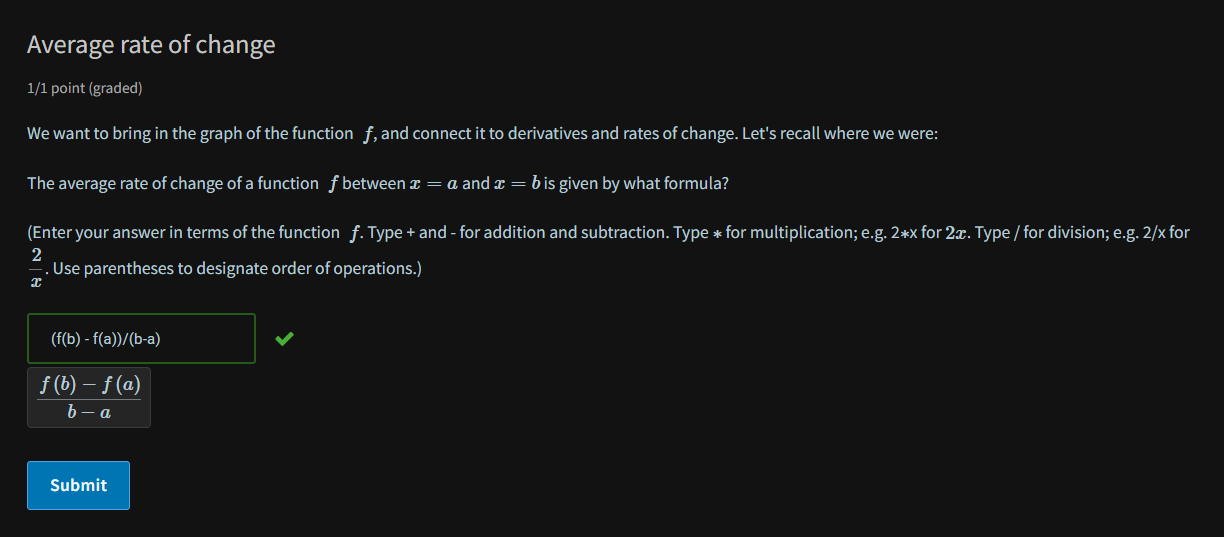 Average rate of change
1/1 point (graded)
We want to bring in the graph of the function f, and connect it to derivatives and rates of change. Let's recall where we were:
The average rate of change of a function f between x = a and x = b is given by what formula?
(Enter your answer in terms of the function f. Type + and - for addition and subtraction. Type * for multiplication; e.g. 2*x for 2x. Type / for division; e.g. 2/x for
2/x. Use parentheses to designate order of operations.)
(f(b) - f(a))/(b-a)
f (b) − f (a)
b − a
Submit